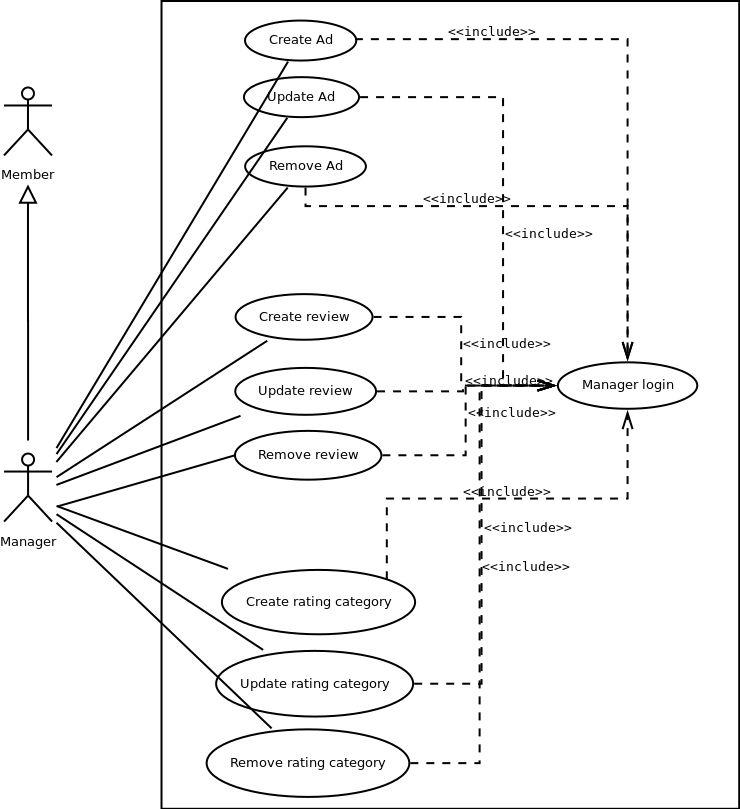 <<include>>
Create Ad
Update Ad
Remove Ad
Member
<<include>>
<<include>>
Create review
<<include>>
<<include>>
Manager login
Update review
<<include>>
Remove review
<<include>>
<<include>>
Manager
<<include>>
Create rating category
Update rating category
Remove rating category